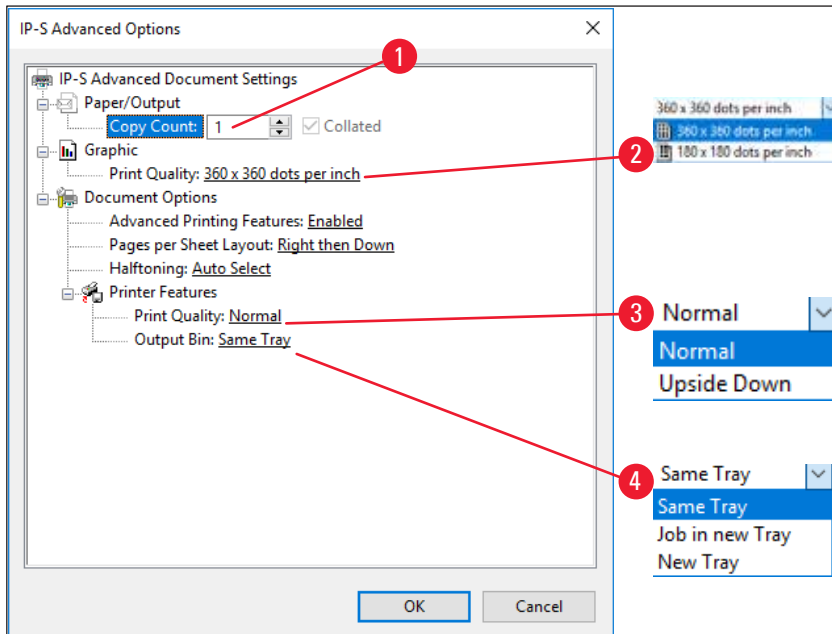 IP-S Advanced Options
IP-S Advanced Document Settings
Paper/Output
Copy Count: 1 Collated
Graphic
Print Quality: 360 x 360 dots per inch
Document Options
Advanced Printing Features: Enabled
Pages per Sheet Layout: Right then Down
Halftoning: Auto Select
Printer Features
Print Quality: Normal
Output Bin: Same Tray
OK Cancel
1
2
360 x 360 dots per inch
360 x 360 dots per inch
180 x 180 dots per inch
3
Normal
Normal
Upside Down
4
Same Tray
Same Tray
Job in new Tray
New Tray